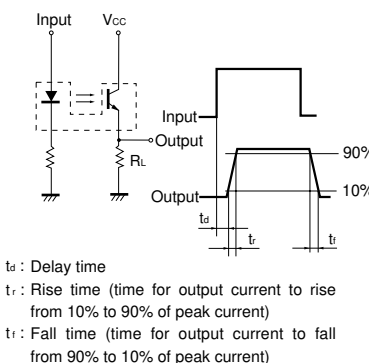 Input Vcc
Input
Output
RL
90%
Output
10%
td
tr
tf
td : Delay time
tr : Rise time (time for output current to rise
from 10% to 90% of peak current)
tf : Fall time (time for output current to fall
from 90% to 10% of peak current)